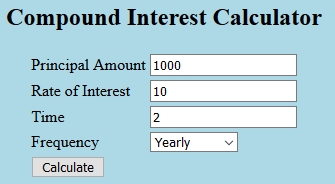 Compound Interest Calculator
Principal Amount 1000
Rate of Interest 10
Time 2
Frequency Yearly
Calculate